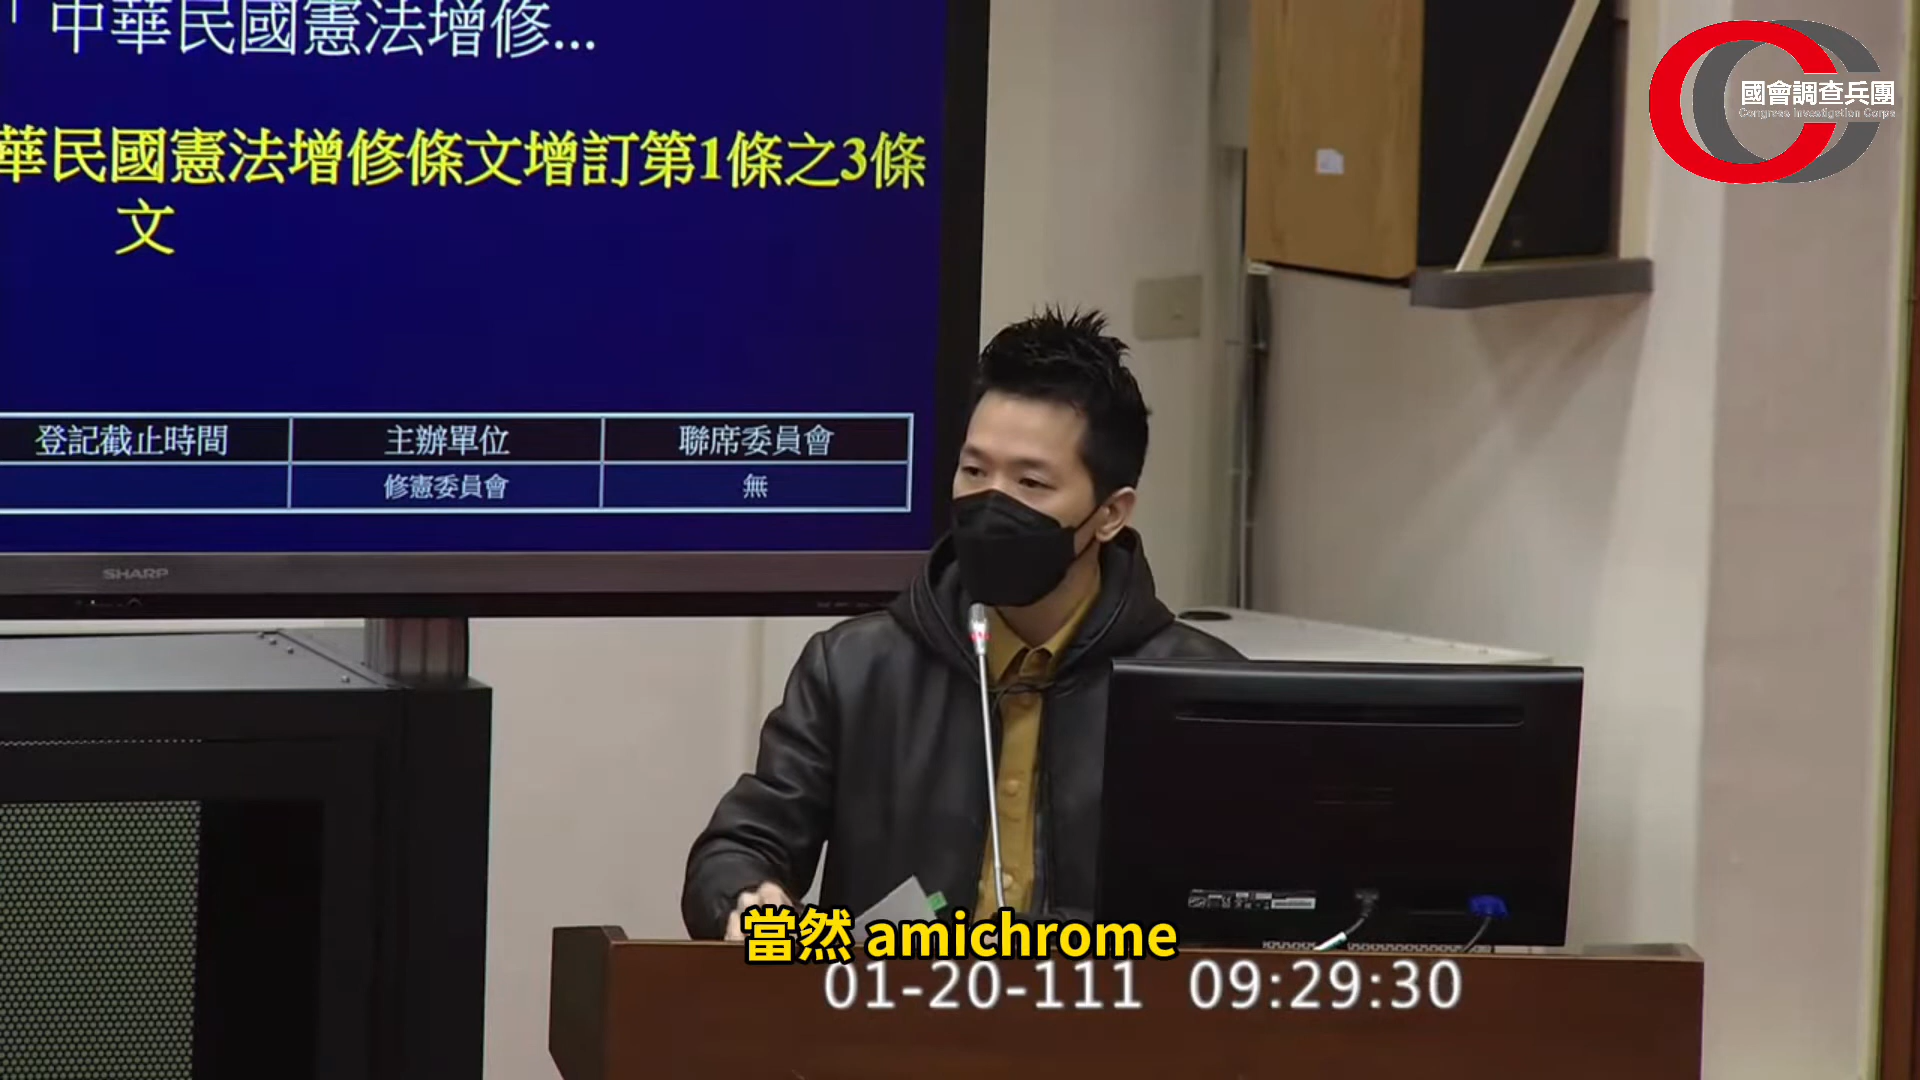 「中華民國憲法增修...
華民國憲法增修條文增訂第1條之3條
文
登記截止時間 主辦單位 聯席委員會
修憲委員會 無
SHARP
國會調查兵團
Congress Investigation Corps
當然 amichrome
01-20-111 09:29:30